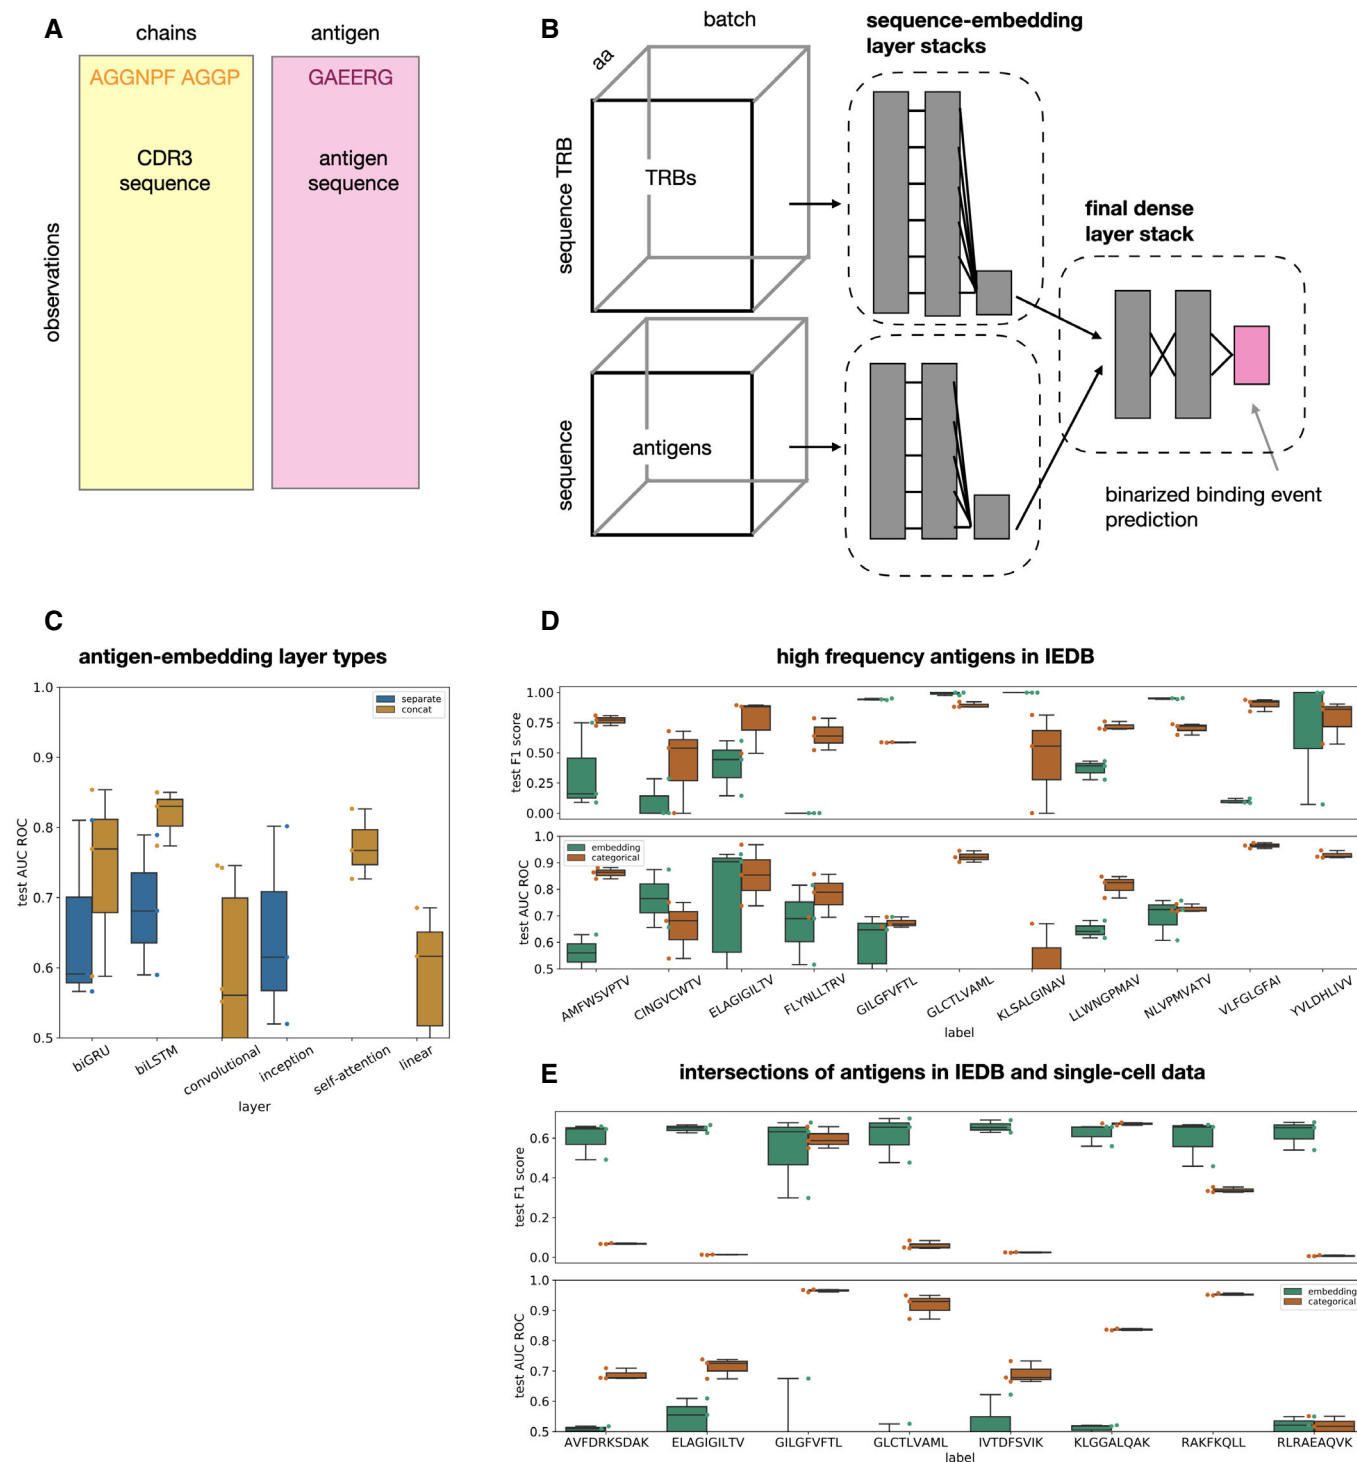 A
chains
antigen
AGGNPF AGGP
GAEERG
CDR3
sequence
antigen
sequence
observations
B
batch
aa
sequence TRB
TRBs
sequence
antigens
sequence-embedding
layer stacks
final dense
layer stack
binarized binding event
prediction
C
antigen-embedding layer types
test AUC ROC
1.0
0.9
0.8
0.7
0.6
0.5
separate
concat
biGRU
biLSTM
convolutional
inception
self-attention
linear
layer
D
high frequency antigens in IEDB
test F1 score
1.00
0.75
0.50
0.25
0.00
test AUC ROC
1.0
0.9
0.8
0.7
0.6
0.5
embedding
categorical
AMFWSVPTV
CINGVCWTV
ELAGIGILTV
FLYNLLTRV
GILGFVFTL
GLCTLVAML
KLSALGINAV
LLWNGPMAV
NLVPMVATV
VLFGLGFAI
YVLDHLIVV
label
E
intersections of antigens in IEDB and single-cell data
test F1 score
0.6
0.4
0.2
0.0
test AUC ROC
1.0
0.9
0.8
0.7
0.6
0.5
embedding
categorical
AVFDRKSDAK
ELAGIGILTV
GILGFVFTL
GLCTLVAML
IVTDFSVIK
KLGGALQAK
RAKFKQLL
RLRAEAQVK
label